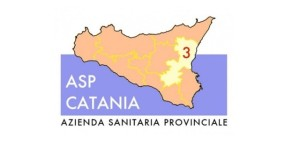 3
ASP
CATANIA
AZIENDA SANITARIA PROVINCIALE